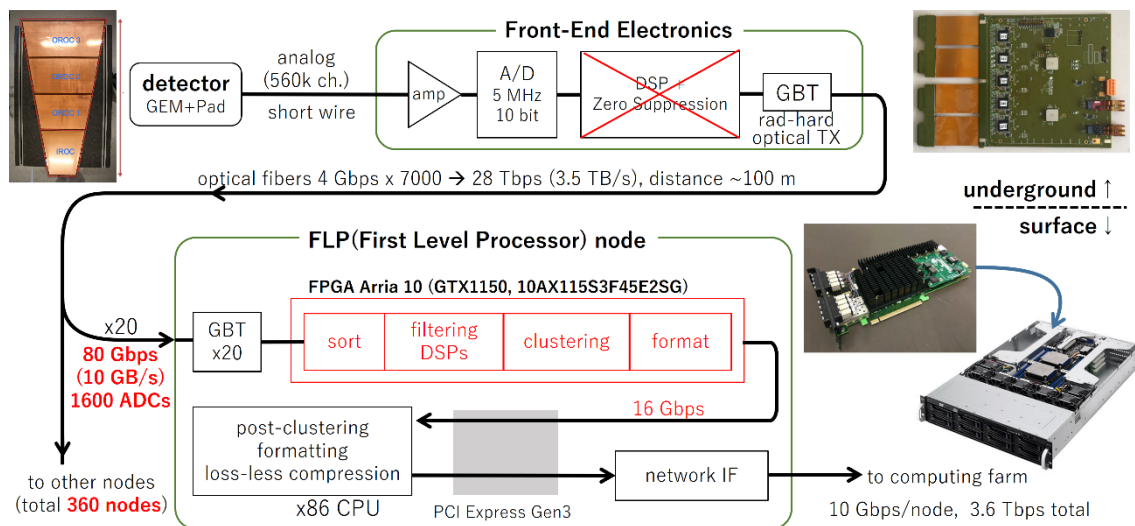 OROC 3
OROC 2
OROC 1
IROC
detector
GEM+Pad
analog
(560k ch.)
short wire
Front-End Electronics
amp
A/D
5 MHz
10 bit
DSP +
Zero Suppression
GBT
rad-hard
optical TX
optical fibers 4 Gbps x 7000 → 28 Tbps (3.5 TB/s), distance ~100 m
underground ↑
surface ↓
FLP(First Level Processor) node
FPGA Arria 10 (GTX1150, 10AX115S3F45E2SG)
x20
80 Gbps
(10 GB/s)
1600 ADCs
GBT
x20
sort
filtering
DSPs
clustering
format
16 Gbps
post-clustering
formatting
loss-less compression
x86 CPU
PCI Express Gen3
network IF
to other nodes
(total 360 nodes)
to computing farm
10 Gbps/node, 3.6 Tbps total